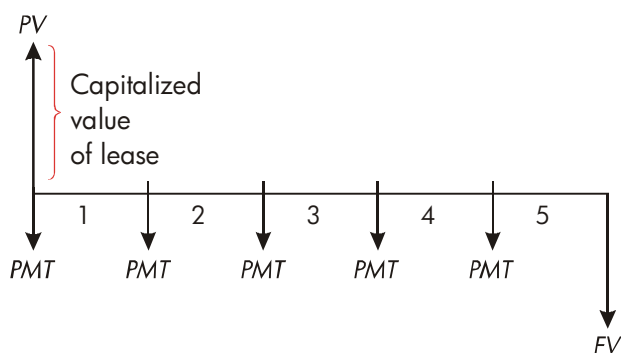 PV
Capitalized
value
of lease
1 2 3 4 5
PMT PMT PMT PMT PMT
FV